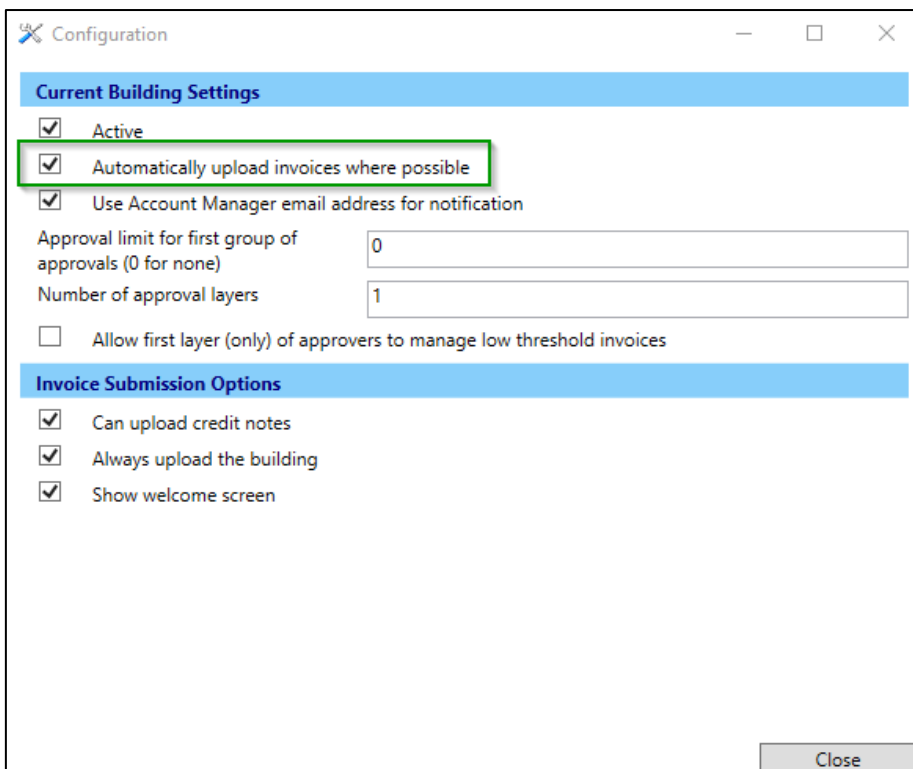 Configuration
Current Building Settings
Active
Automatically upload invoices where possible
Use Account Manager email address for notification
Approval limit for first group of
approvals (0 for none)
0
Number of approval layers
1
Allow first layer (only) of approvers to manage low threshold invoices
Invoice Submission Options
Can upload credit notes
Always upload the building
Show welcome screen
Close